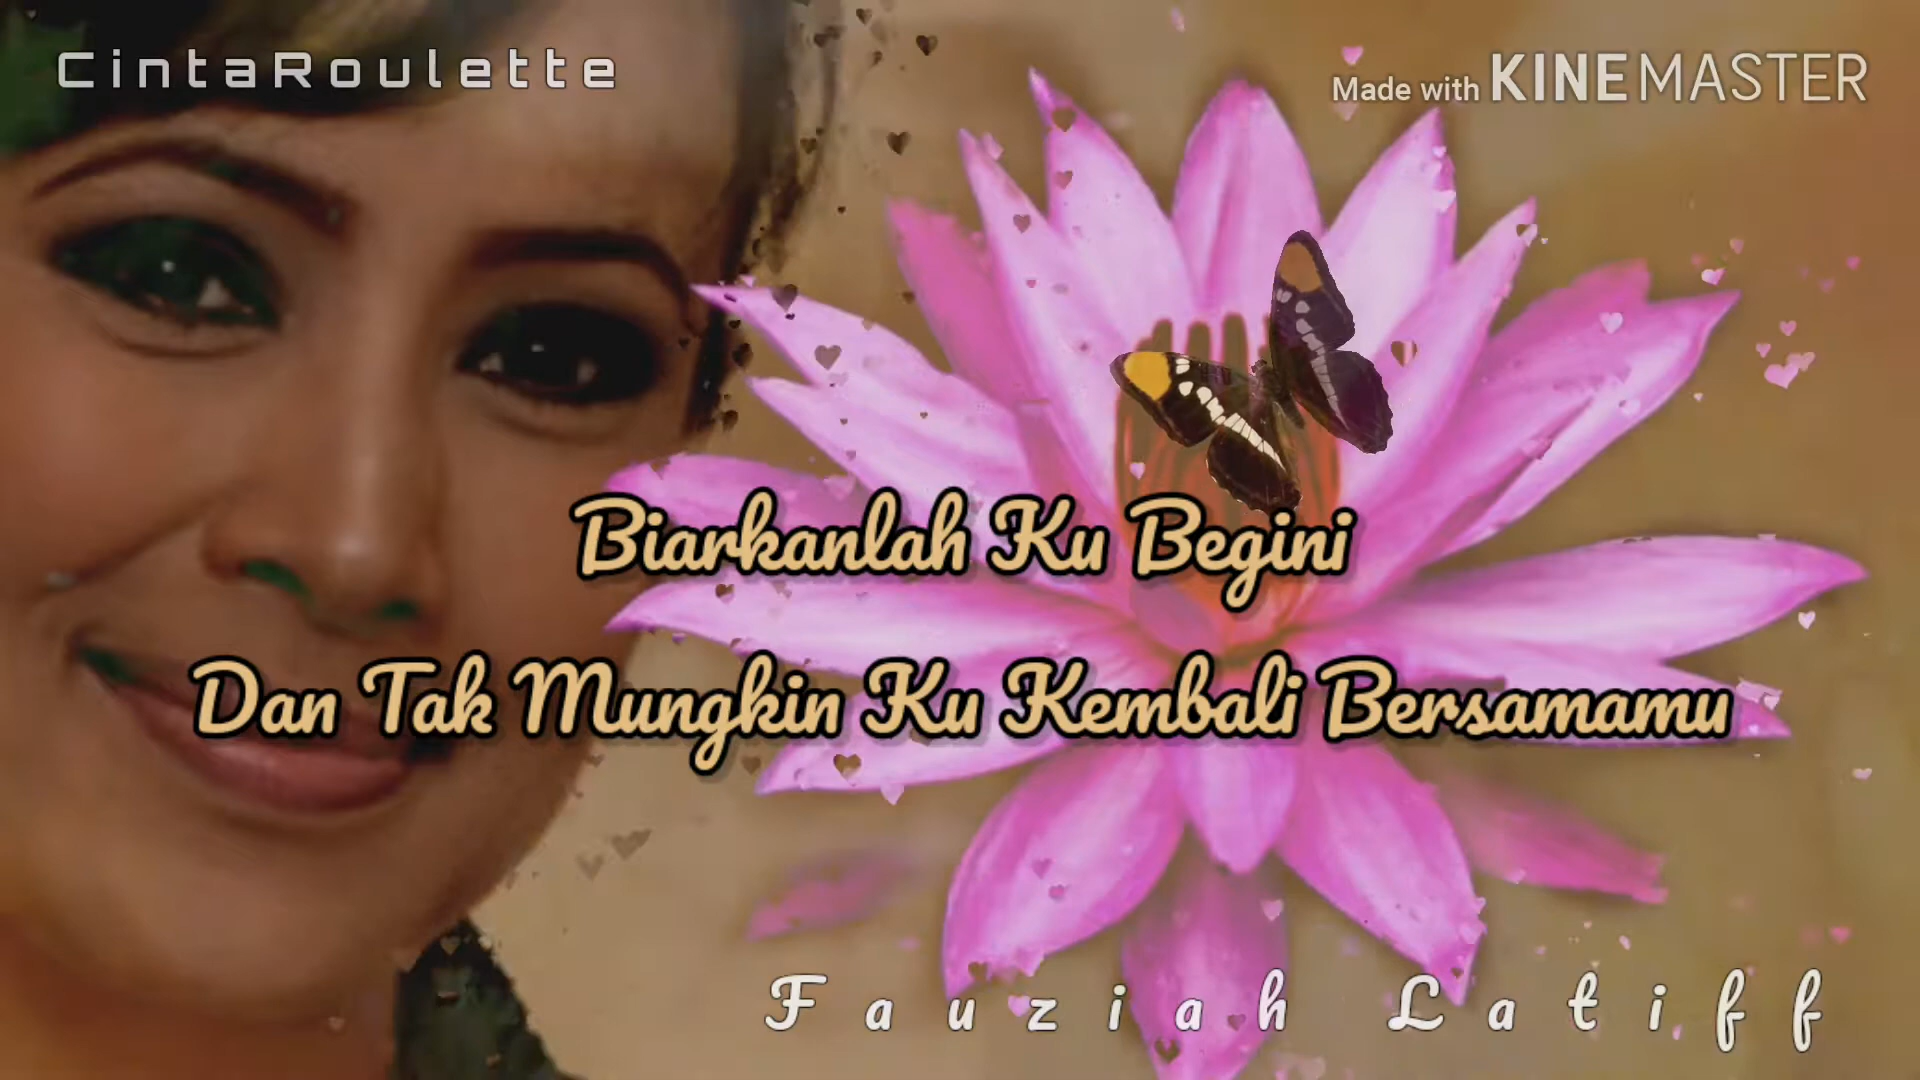 CintaRoulette
Made with KINEMASTER
Biarkanlah Ku Begini
Dan Tak Mungkin Ku Kembali Bersamamu
Fauziah Latiff